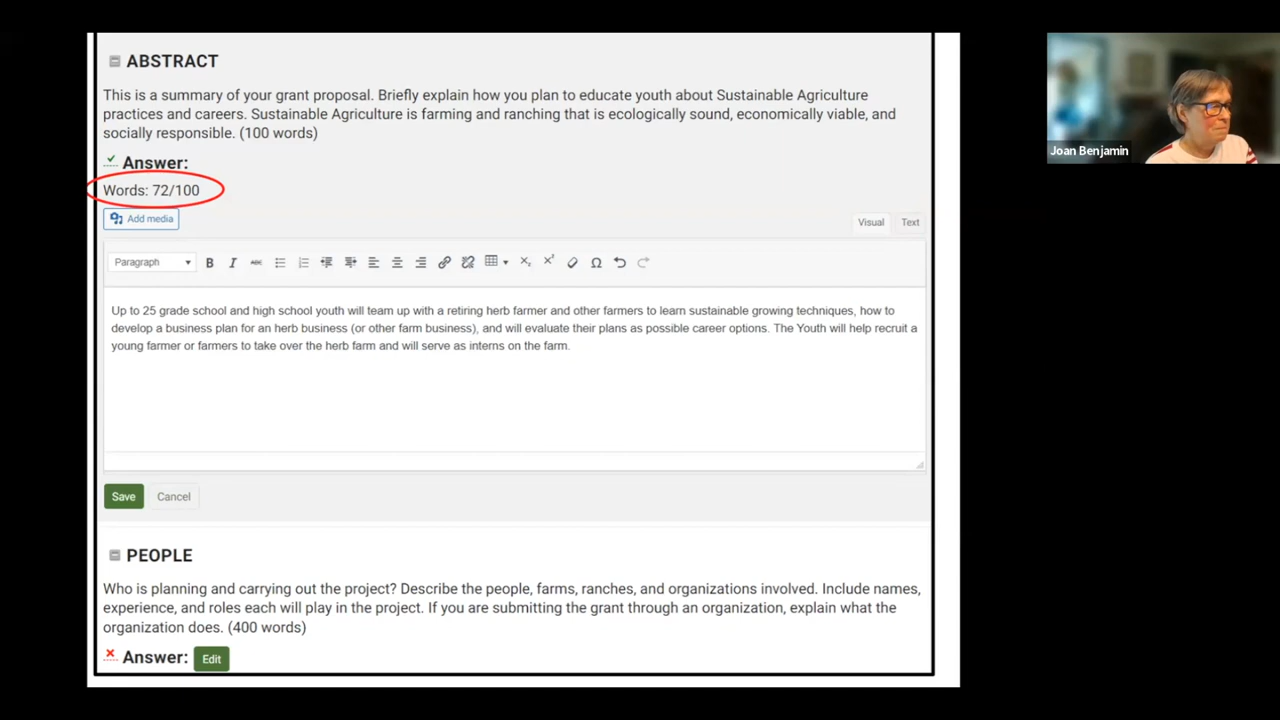 ABSTRACT
This is a summary of your grant proposal. Briefly explain how you plan to educate youth about Sustainable Agriculture
practices and careers. Sustainable Agriculture is farming and ranching that is ecologically sound, economically viable, and
socially responsible. (100 words)
Answer:
Words: 72/100
Add media
Visual Text
Paragraph B I ABC X₂ X² Ω
Up to 25 grade school and high school youth will team up with a retiring herb farmer and other farmers to learn sustainable growing techniques, how to
develop a business plan for an herb business (or other farm business), and will evaluate their plans as possible career options. The Youth will help recruit a
young farmer or farmers to take over the herb farm and will serve as interns on the farm.
Save Cancel
PEOPLE
Who is planning and carrying out the project? Describe the people, farms, ranches, and organizations involved. Include names,
experience, and roles each will play in the project. If you are submitting the grant through an organization, explain what the
organization does. (400 words)
Answer: Edit
Joan Benjamin